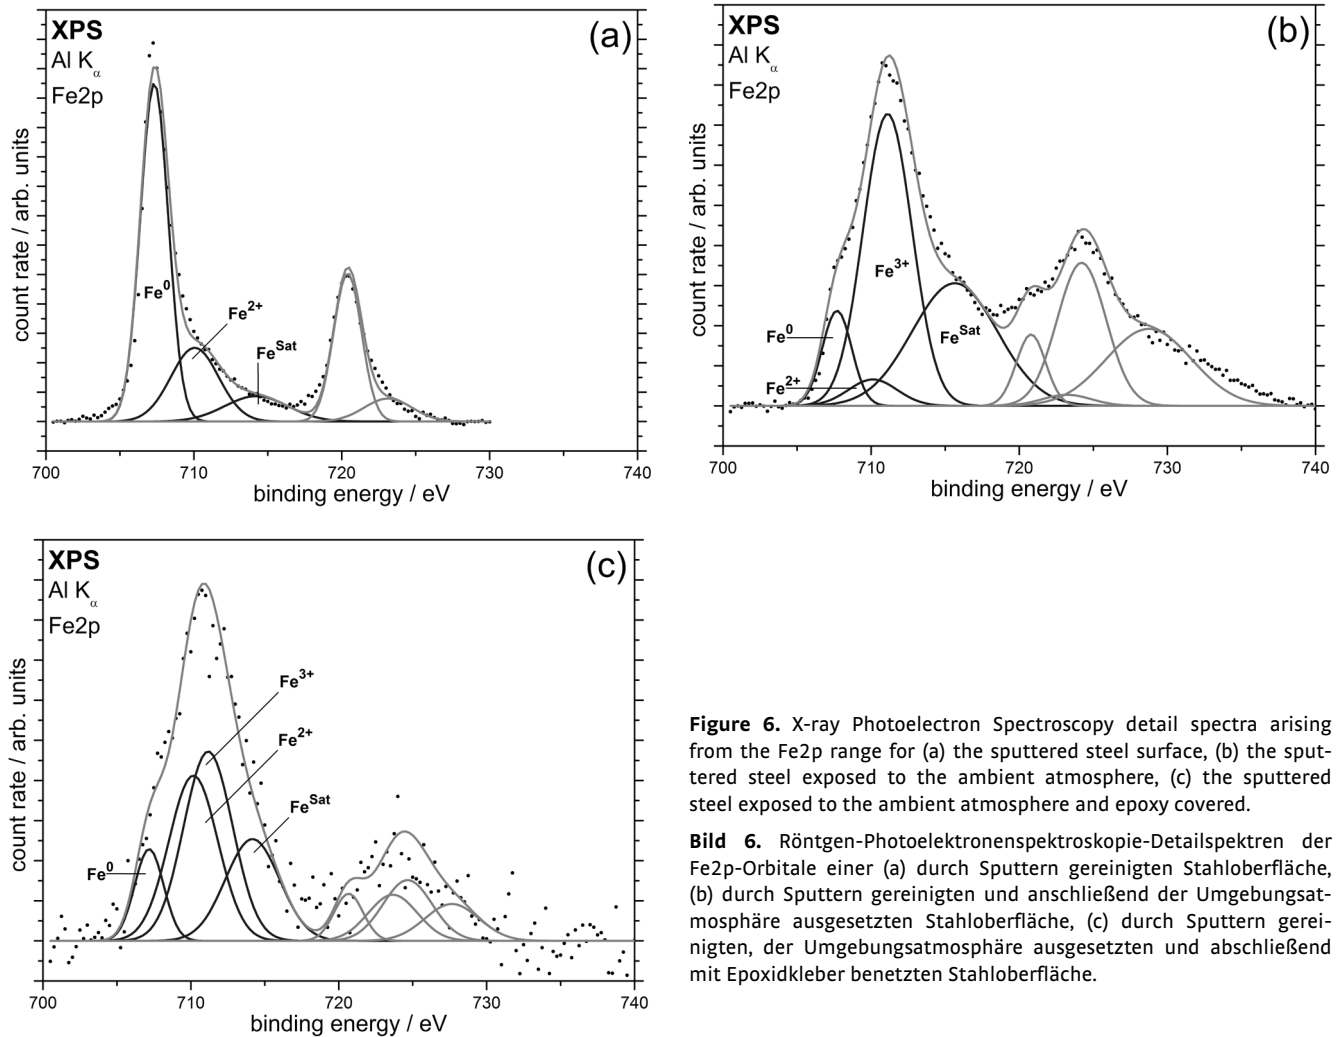 XPS
Al Kα
Fe2p
(a)
count rate / arb. units
Fe0
Fe2+
FeSat
700 710 720 730 740
binding energy / eV
XPS
Al Kα
Fe2p
(b)
count rate / arb. units
Fe3+
Fe0
FeSat
Fe2+
700 710 720 730 740
binding energy / eV
XPS
Al Kα
Fe2p
(c)
count rate / arb. units
Fe3+
Fe2+
FeSat
Fe0
700 710 720 730 740
binding energy / eV
Figure 6. X-ray Photoelectron Spectroscopy detail spectra arising
from the Fe2p range for (a) the sputtered steel surface, (b) the sput-
tered steel exposed to the ambient atmosphere, (c) the sputtered
steel exposed to the ambient atmosphere and epoxy covered.
Bild 6. Röntgen-Photoelektronenspektroskopie-Detailspektren der
Fe2p-Orbitale einer (a) durch Sputtern gereinigten Stahloberfläche,
(b) durch Sputtern gereinigten und anschließend der Umgebungsat-
mosphäre ausgesetzten Stahloberfläche, (c) durch Sputtern gerei-
nigten, der Umgebungsatmosphäre ausgesetzten und abschließend
mit Epoxidkleber benetzten Stahloberfläche.